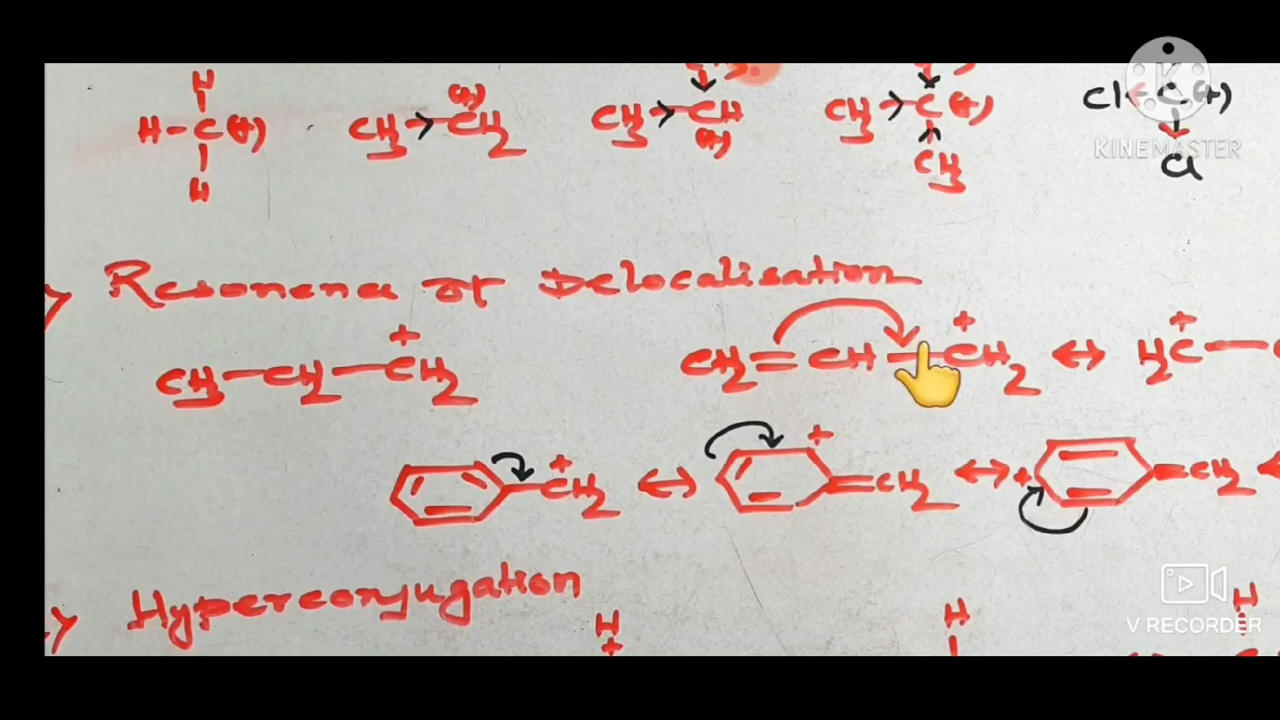 H
H-C(+) CH3 (+)CH2 CH3 CH(+) CH3 C(+) Cl C(+)
H CH3 Cl
KINEMASTER
Resonence or Delocalisation
CH3-CH2-CH2+ CH2=CH-CH2+ ↔ H2C+-
CH2+ ↔ + =CH2 ↔ + =CH2
Hyperconjugation
H H H
+
V RECORDER